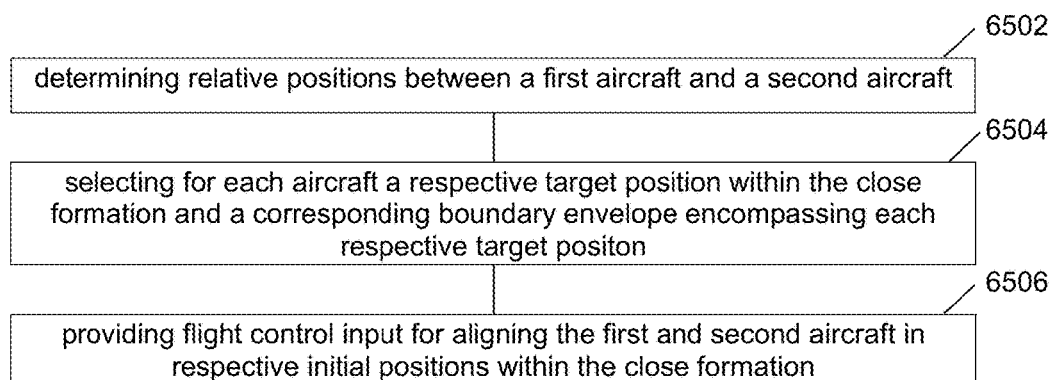 6502
determining relative positions between a first aircraft and a second aircraft
6504
selecting for each aircraft a respective target position within the close
formation and a corresponding boundary envelope encompassing each
respective target positon
6506
providing flight control input for aligning the first and second aircraft in
respective initial positions within the close formation